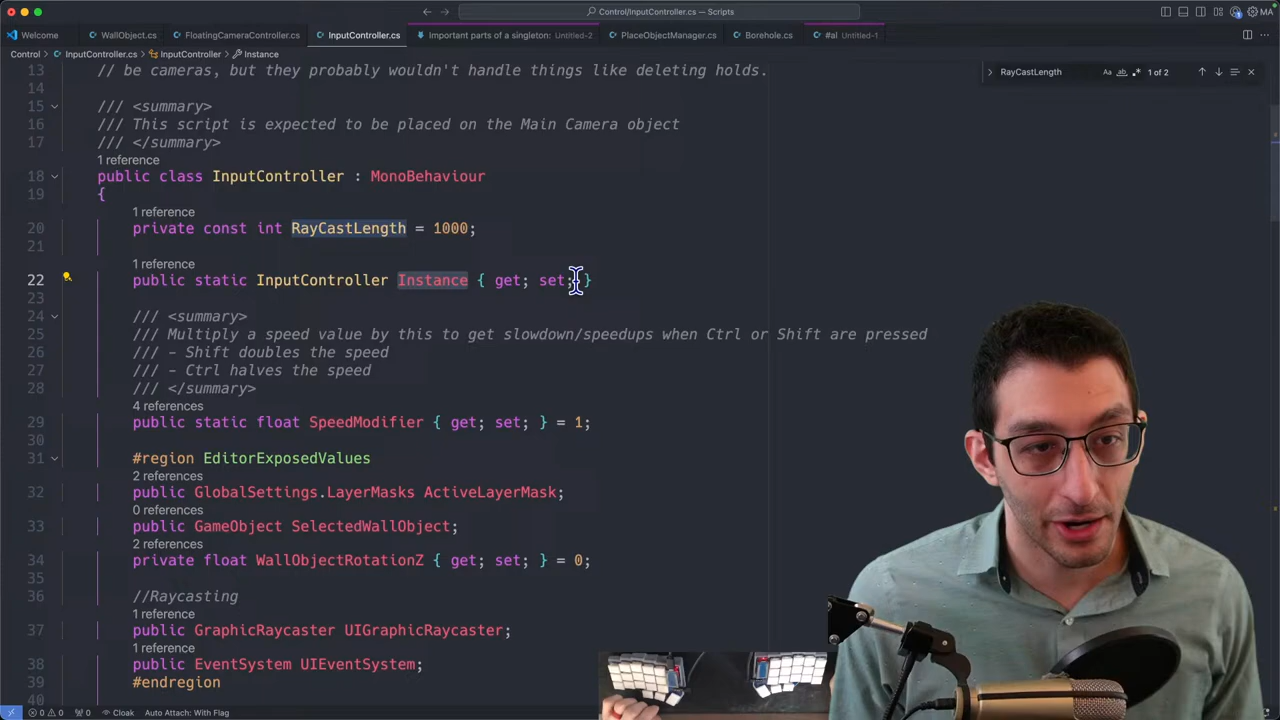 Control/InputController.cs — Scripts
MA
Welcome
WallObject.cs
FloatingCameraController.cs
InputController.cs
Important parts of a singleton: Untitled-2
PlaceObjectManager.cs
Borehole.cs
#al Untitled-1
Control > InputController.cs > InputController > Instance
RayCastLength
Aa ab .* 1 of 2
13 // be cameras, but they probably wouldn't handle things like deleting holds.
14
15 /// <summary>
16 /// This script is expected to be placed on the Main Camera object
17 /// </summary>
1 reference
18 public class InputController : MonoBehaviour
19 {
1 reference
20 private const int RayCastLength = 1000;
21
1 reference
22 public static InputController Instance { get; set; }
23
24 /// <summary>
25 /// Multiply a speed value by this to get slowdown/speedups when Ctrl or Shift are pressed
26 /// - Shift doubles the speed
27 /// - Ctrl halves the speed
28 /// </summary>
4 references
29 public static float SpeedModifier { get; set; } = 1;
30
31 #region EditorExposedValues
2 references
32 public GlobalSettings.LayerMasks ActiveLayerMask;
0 references
33 public GameObject SelectedWallObject;
2 references
34 private float WallObjectRotationZ { get; set; } = 0;
35
36 //Raycasting
1 reference
37 public GraphicRaycaster UIGraphicRaycaster;
1 reference
38 public EventSystem UIEventSystem;
39 #endregion
40
0 0 0 Cloak Auto Attach: With Flag